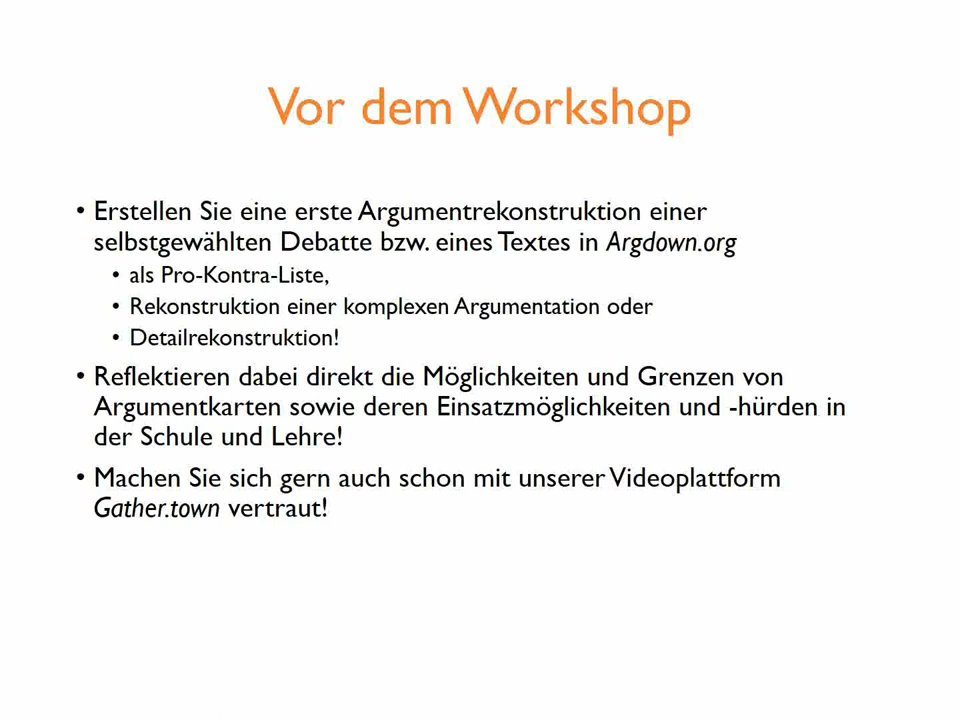 Vor dem Workshop
• Erstellen Sie eine erste Argumentrekonstruktion einer
selbstgewählten Debatte bzw. eines Textes in Argdown.org
• als Pro-Kontra-Liste,
• Rekonstruktion einer komplexen Argumentation oder
• Detailrekonstruktion!
• Reflektieren dabei direkt die Möglichkeiten und Grenzen von
Argumentkarten sowie deren Einsatzmöglichkeiten und -hürden in
der Schule und Lehre!
• Machen Sie sich gern auch schon mit unserer Videoplattform
Gather.town vertraut!